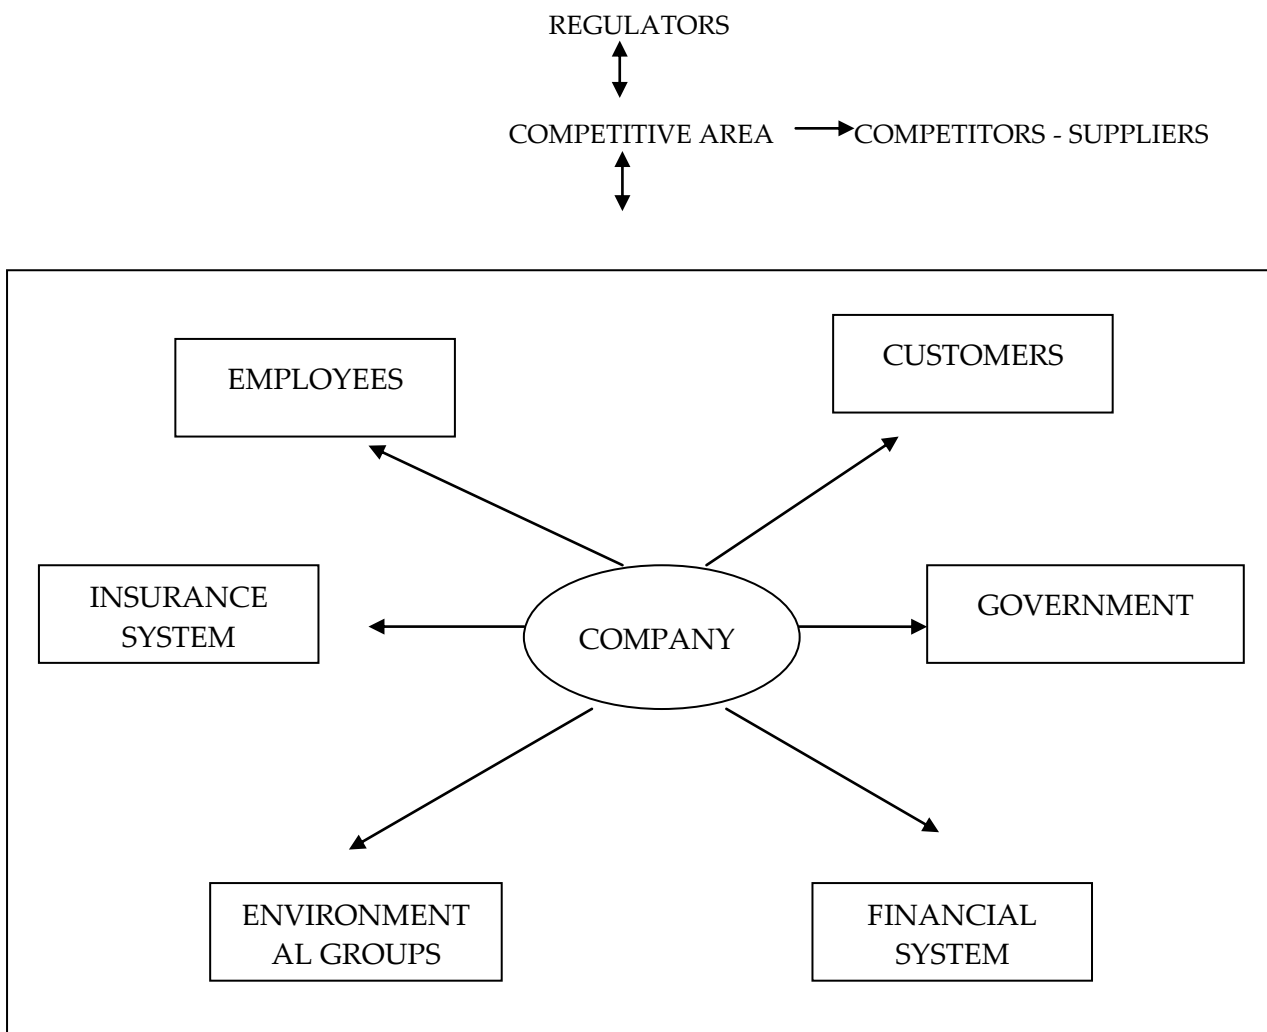 REGULATORS
COMPETITIVE AREA
COMPETITORS - SUPPLIERS
EMPLOYEES
CUSTOMERS
INSURANCE
SYSTEM
COMPANY
GOVERNMENT
ENVIRONMENT
AL GROUPS
FINANCIAL
SYSTEM